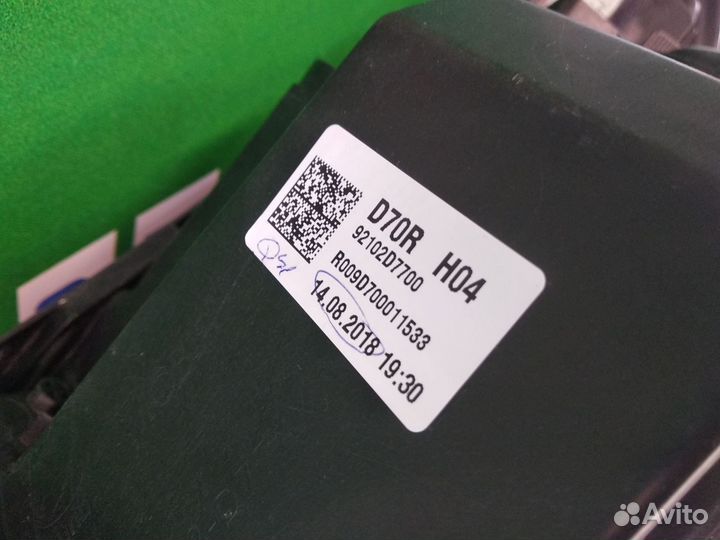 D70R H04
92102D7700
R009D700011533
14.08.2018 19:30
Avito